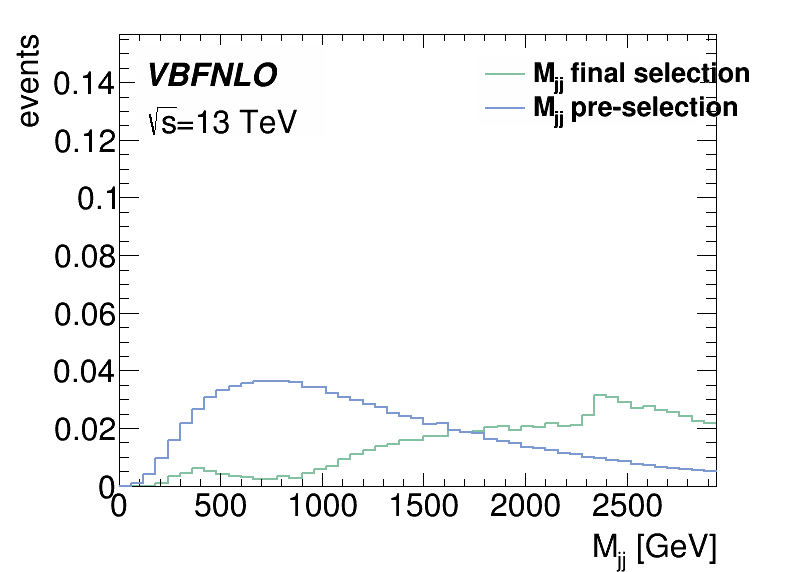 events
0.14
0.12
0.1
0.08
0.06
0.04
0.02
0
VBFNLO
√s=13 TeV
Mjj final selection
Mjj pre-selection
0 500 1000 1500 2000 2500
Mjj [GeV]